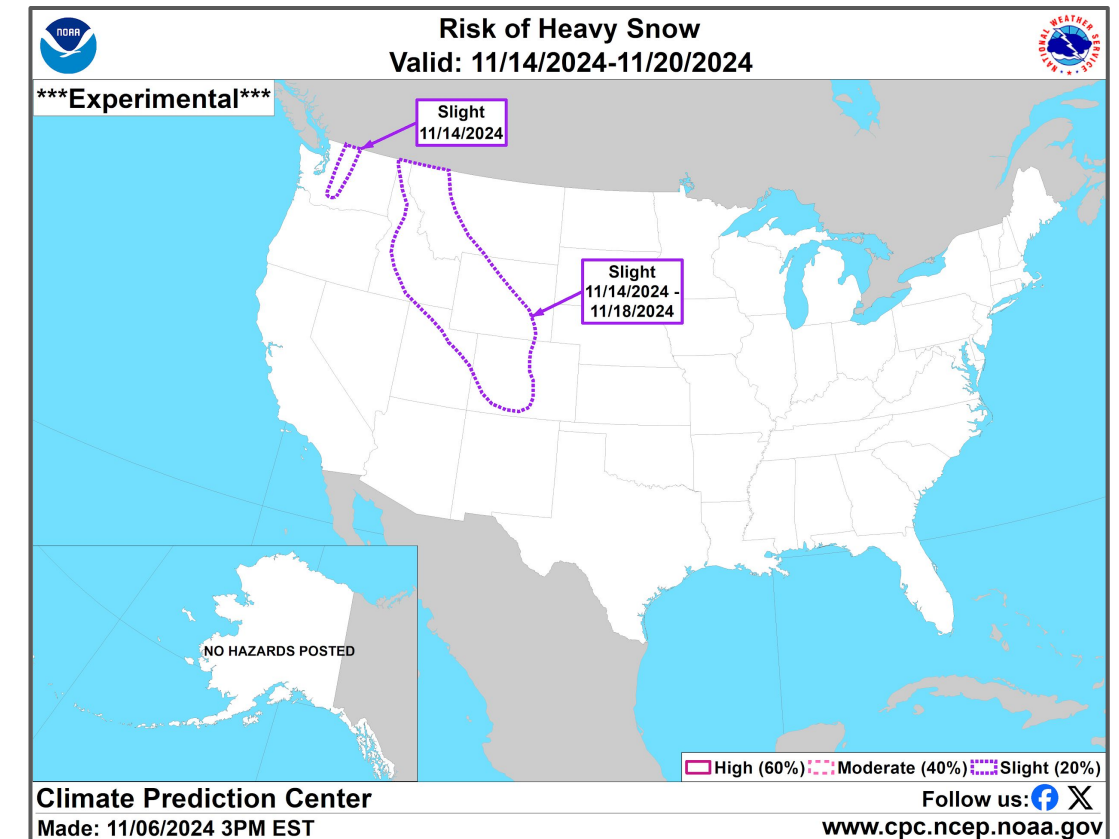 NOAA
Risk of Heavy Snow
Valid: 11/14/2024-11/20/2024
NATIONAL WEATHER SERVICE
***Experimental***
Slight
11/14/2024
Slight
11/14/2024 -
11/18/2024
NO HAZARDS POSTED
High (60%) Moderate (40%) Slight (20%)
Climate Prediction Center
Follow us:
Made: 11/06/2024 3PM EST
www.cpc.ncep.noaa.gov